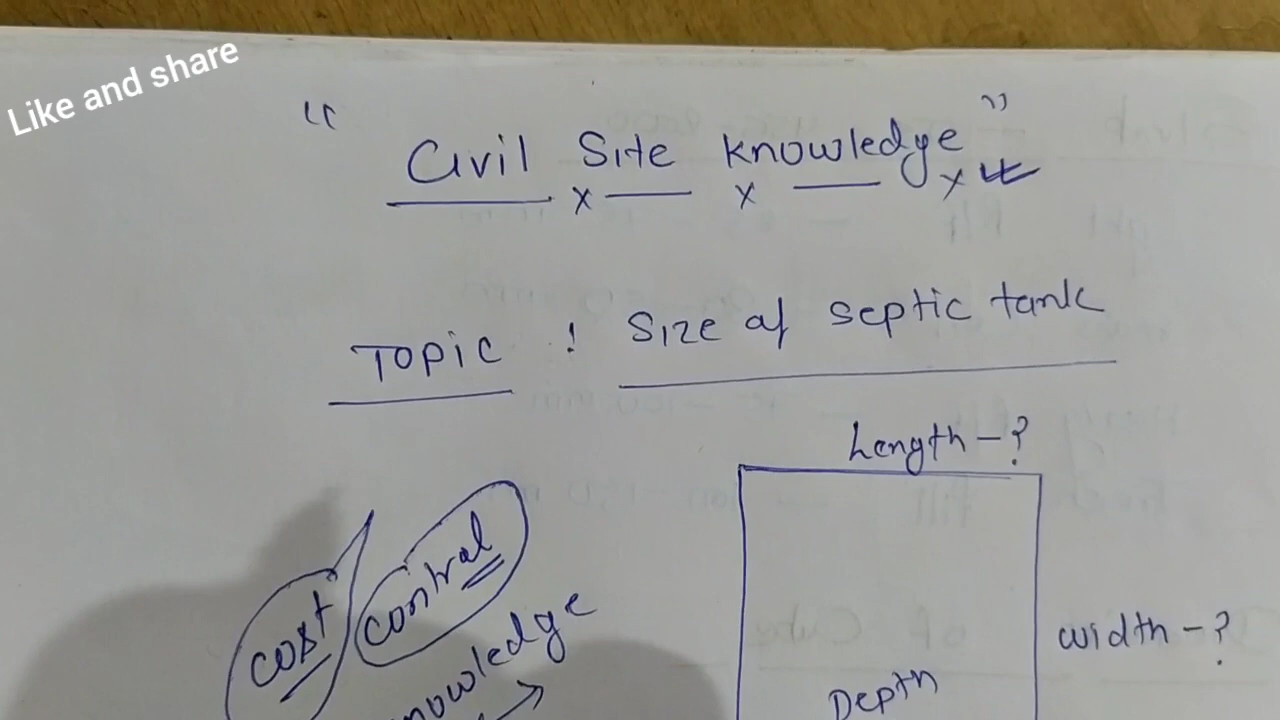 Like and share
" Civil Site Knowledge "
Topic : Size of septic tank
Length - ?
cost control
knowledge
width - ?
Depth